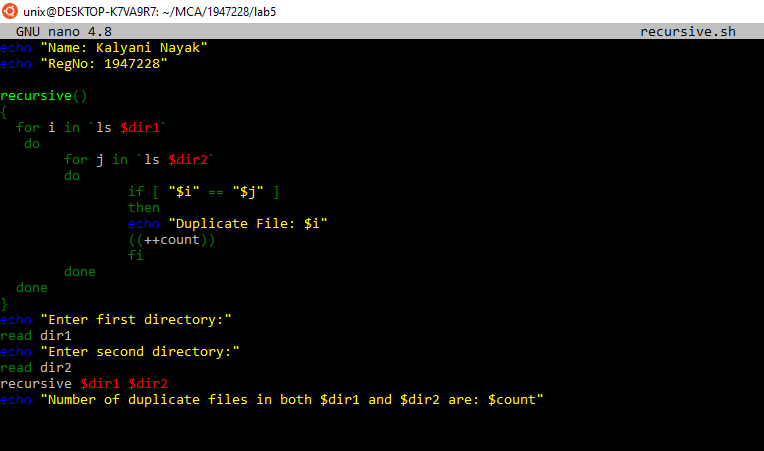 unix@DESKTOP-K7VA9R7: ~/MCA/1947228/lab5
GNU nano 4.8 recursive.sh
echo "Name: Kalyani Nayak"
echo "RegNo: 1947228"
recursive()
{
for i in `ls $dir1`
do
for j in `ls $dir2`
do
if [ "$i" == "$j" ]
then
echo "Duplicate File: $i"
((++count))
fi
done
done
}
echo "Enter first directory:"
read dir1
echo "Enter second directory:"
read dir2
recursive $dir1 $dir2
echo "Number of duplicate files in both $dir1 and $dir2 are: $count"